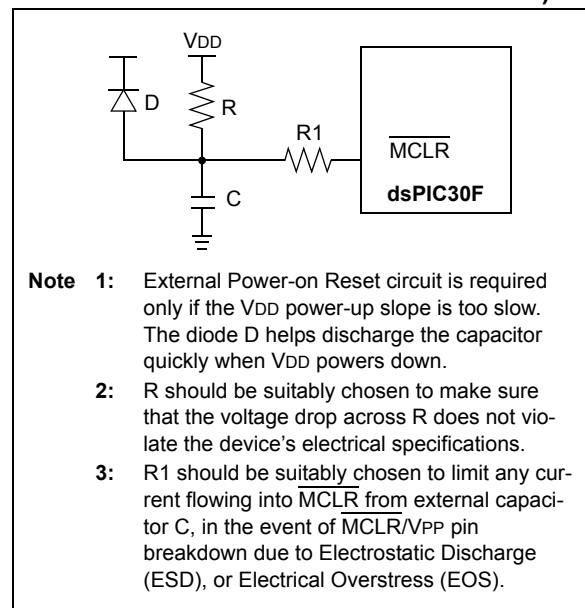 VDD
D
R
R1
MCLR
dsPIC30F
C
Note 1: External Power-on Reset circuit is required
only if the VDD power-up slope is too slow.
The diode D helps discharge the capacitor
quickly when VDD powers down.
2: R should be suitably chosen to make sure
that the voltage drop across R does not vio-
late the device's electrical specifications.
3: R1 should be suitably chosen to limit any cur-
rent flowing into MCLR from external capaci-
tor C, in the event of MCLR/VPP pin
breakdown due to Electrostatic Discharge
(ESD), or Electrical Overstress (EOS).